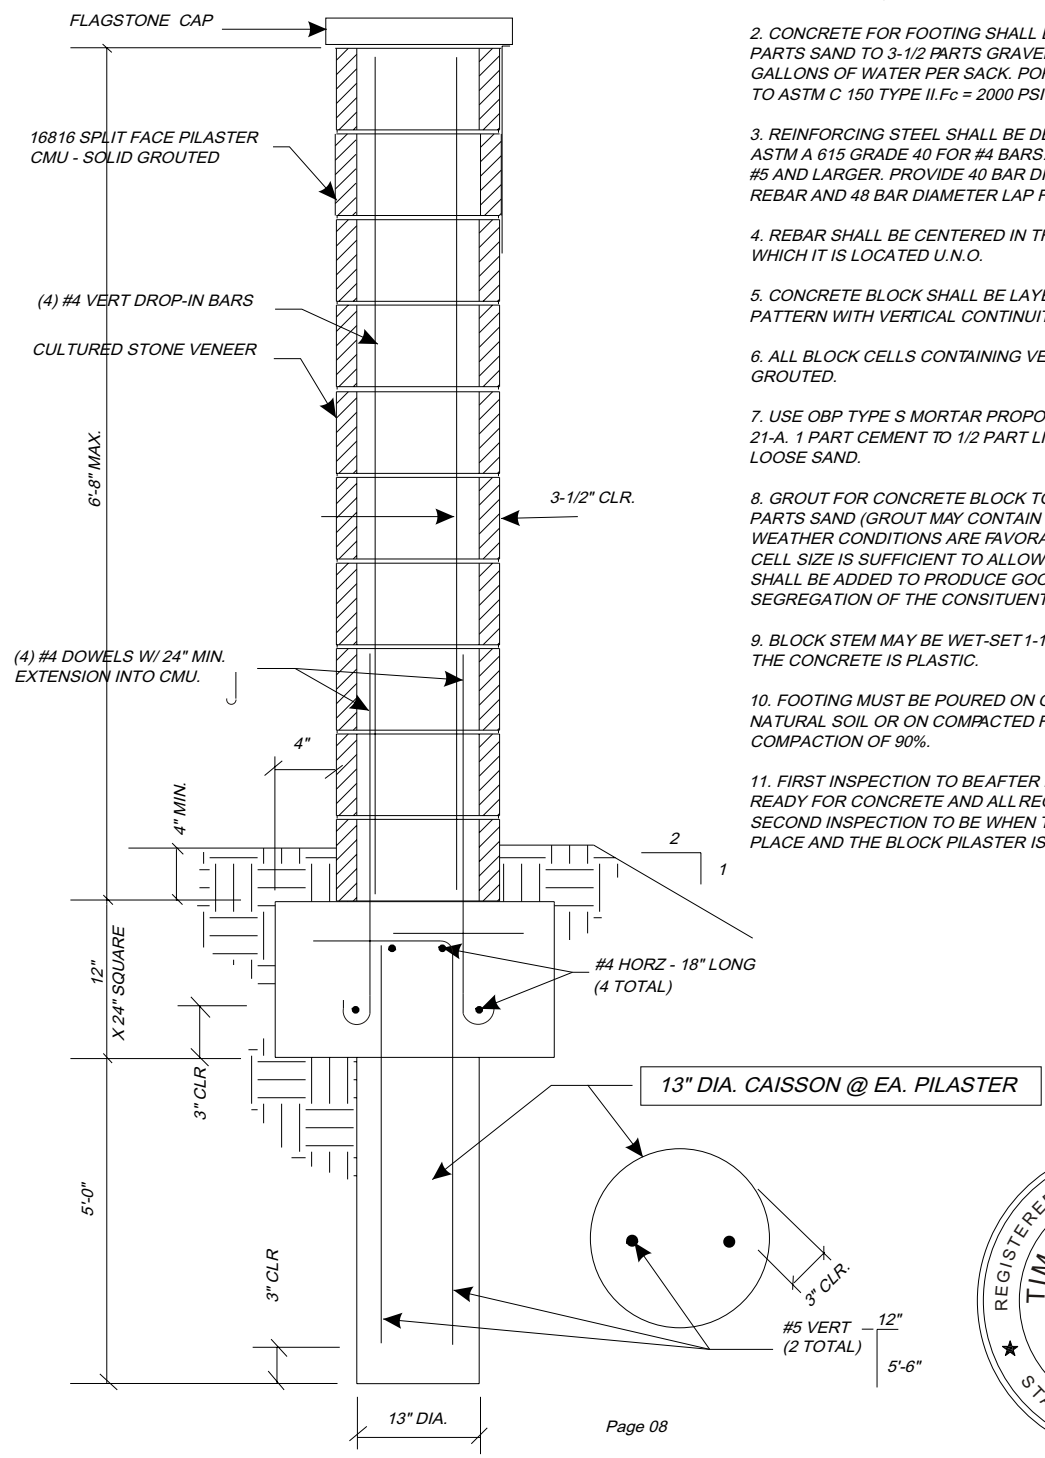 FLAGSTONE CAP
16816 SPLIT FACE PILASTER
CMU - SOLID GROUTED
(4) #4 VERT DROP-IN BARS
CULTURED STONE VENEER
6'-8" MAX.
3-1/2" CLR.
(4) #4 DOWELS W/ 24" MIN.
EXTENSION INTO CMU.
4"
4" MIN.
2
1
12"
X 24" SQUARE
#4 HORZ - 18" LONG
(4 TOTAL)
3" CLR
13" DIA. CAISSON @ EA. PILASTER
5'-0"
3" CLR
3" CLR.
#5 VERT
(2 TOTAL)
12"
5'-6"
13" DIA.
Page 08
2. CONCRETE FOR FOOTING SHALL
PARTS SAND TO 3-1/2 PARTS
GALLONS OF WATER PER SACK.
TO ASTM C 150 TYPE II.Fc = 2000 PSI
3. REINFORCING STEEL SHALL BE
ASTM A 615 GRADE 40 FOR #4 BARS.
#5 AND LARGER. PROVIDE 40 BAR
REBAR AND 48 BAR DIAMETER LAP
4. REBAR SHALL BE CENTERED IN
WHICH IT IS LOCATED U.N.O.
5. CONCRETE BLOCK SHALL BE
PATTERN WITH VERTICAL
6. ALL BLOCK CELLS CONTAINING
GROUTED.
7. USE OBP TYPE S MORTAR
21-A. 1 PART CEMENT TO 1/2 PART
LOOSE SAND.
8. GROUT FOR CONCRETE BLOCK TO
PARTS SAND (GROUT MAY CONTAIN
WEATHER CONDITIONS ARE
CELL SIZE IS SUFFICIENT TO ALLOW
SHALL BE ADDED TO PRODUCE
SEGREGATION OF THE CONSITUENT
9. BLOCK STEM MAY BE WET-SET 1-1
THE CONCRETE IS PLASTIC.
10. FOOTING MUST BE POURED ON
NATURAL SOIL OR ON COMPACTED
COMPACTION OF 90%.
11. FIRST INSPECTION TO BE AFTER
READY FOR CONCRETE AND ALL
SECOND INSPECTION TO BE WHEN
PLACE AND THE BLOCK PILASTER IS
TIM